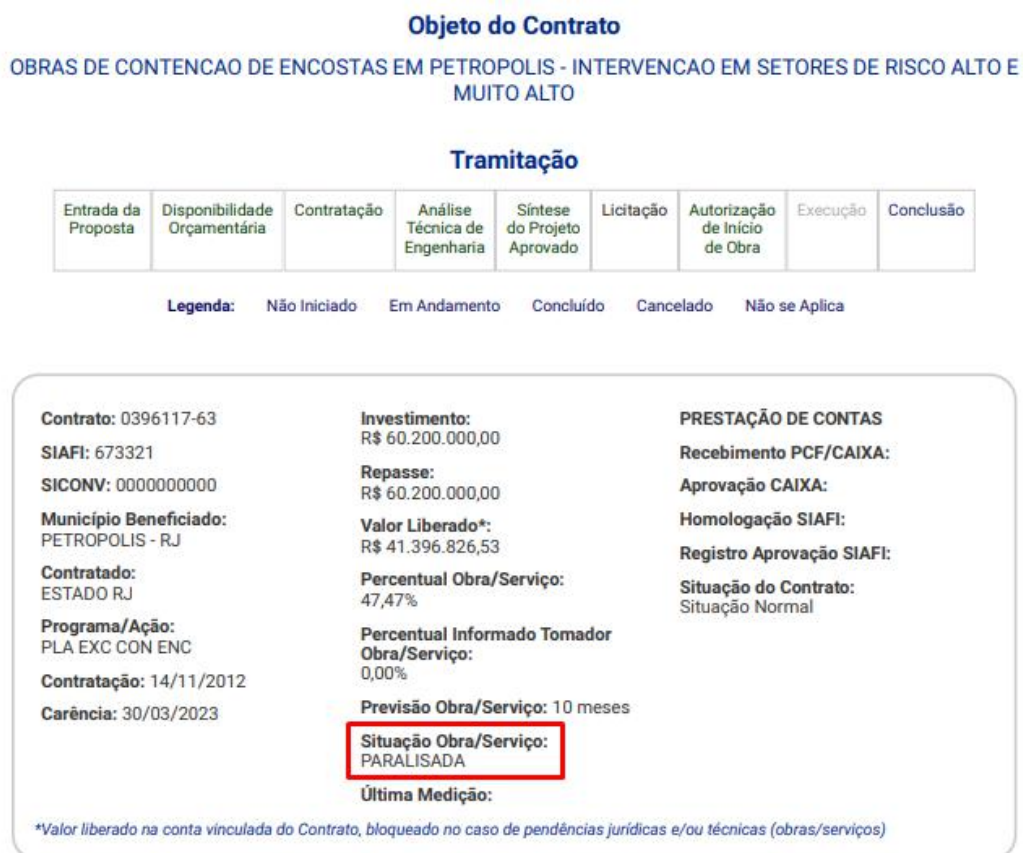 Objeto do Contrato
OBRAS DE CONTENCAO DE ENCOSTAS EM PETROPOLIS - INTERVENCAO EM SETORES DE RISCO ALTO E
MUITO ALTO
Tramitação
Entrada da
Proposta
Disponibilidade
Orçamentária
Contratação
Análise
Técnica de
Engenharia
Síntese
do Projeto
Aprovado
Licitação
Autorização
de Início
de Obra
Execução
Conclusão
Legenda: Não Iniciado Em Andamento Concluído Cancelado Não se Aplica
Contrato: 0396117-63
SIAFI: 673321
SICONV: 0000000000
Município Beneficiado:
PETROPOLIS - RJ
Contratado:
ESTADO RJ
Programa/Ação:
PLA EXC CON ENC
Contratação: 14/11/2012
Carência: 30/03/2023
Investimento:
R$ 60.200.000,00
Repasse:
R$ 60.200.000,00
Valor Liberado*:
R$ 41.396.826,53
Percentual Obra/Serviço:
47,47%
Percentual Informado Tomador
Obra/Serviço:
0,00%
Previsão Obra/Serviço: 10 meses
Situação Obra/Serviço:
PARALISADA
Última Medição:
PRESTAÇÃO DE CONTAS
Recebimento PCF/CAIXA:
Aprovação CAIXA:
Homologação SIAFI:
Registro Aprovação SIAFI:
Situação do Contrato:
Situação Normal
*Valor liberado na conta vinculada do Contrato, bloqueado no caso de pendências jurídicas e/ou técnicas (obras/serviços)